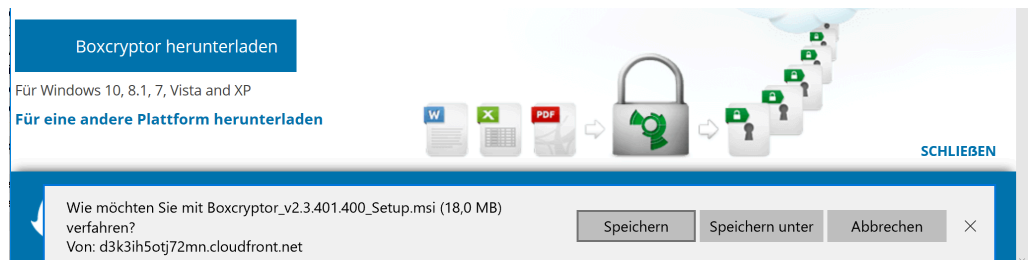 Boxcryptor herunterladen
Für Windows 10, 8.1, 7, Vista and XP
Für eine andere Plattform herunterladen
W
X
PDF
SCHLIEẞEN
Wie möchten Sie mit Boxcryptor_v2.3.401.400_Setup.msi (18,0 MB)
verfahren?
Von: d3k3ih5otj72mn.cloudfront.net
Speichern
Speichern unter
Abbrechen